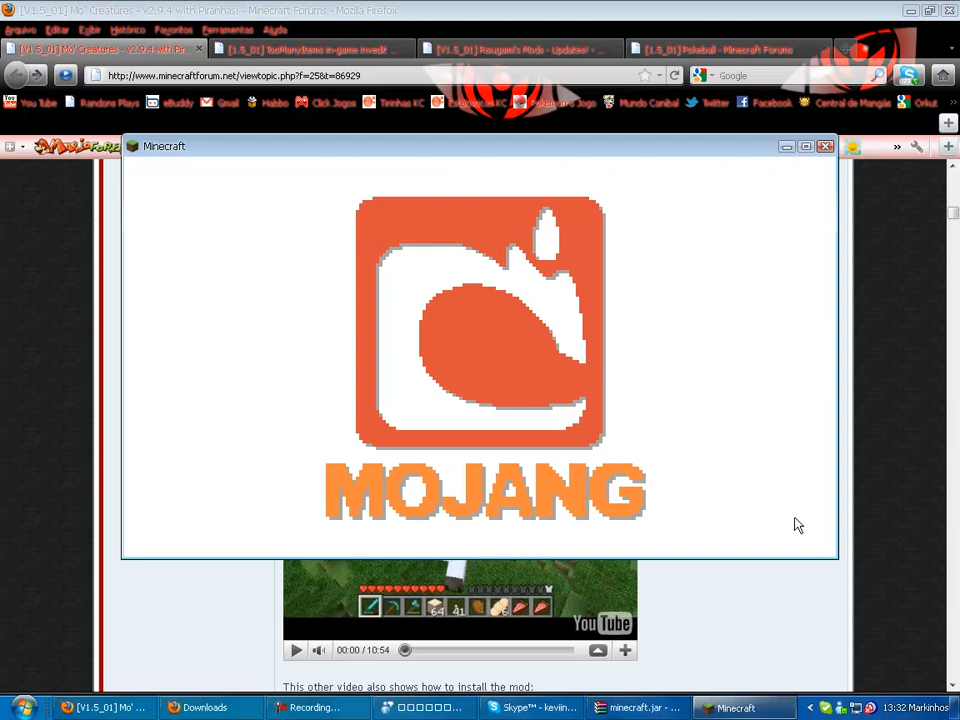 [V1.5_01] Mo' Creatures - v2.9.4 with Piranhas! - Minecraft Forums - Mozilla Firefox
Arquivo Editar Exibir Histórico Favoritos Ferramentas Ajuda
[V1.5_01] Mo' Creatures - v2.9.4 with Pir... [1.5_01] TooManyItems in-game invedit ... [V1.5_01] Risugami's Mods - Updates! - ... [1.5_01] Pokeball - Minecraft Forums
http://www.minecraftforum.net/viewtopic.php?f=25&t=86929 Google
You Tube Randons Plays eBuddy Gmail Habbo Click Jogos Tirinhas KC Jogo Mundo Canibal Twitter Facebook Central de Mangás Orkut
Minecraft
MOJANG
64 41
YouTube
00:00 / 10:54
This other video also shows how to install the mod:
[V1.5_01] Mo' ... Downloads Recording... Skype™ - keviin... minecraft.jar - ... Minecraft 13:32 Markinhos